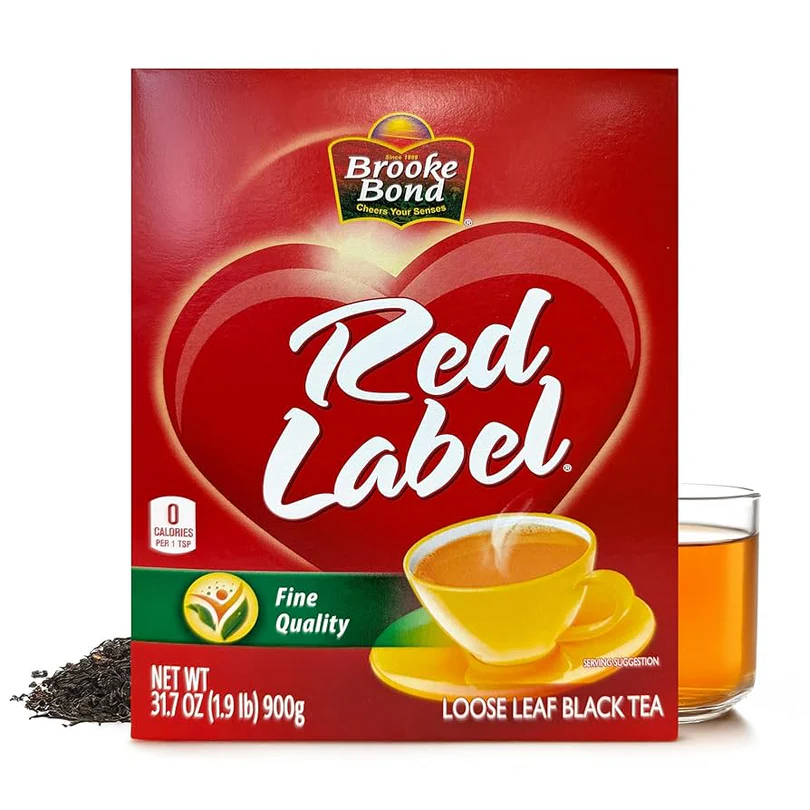 Since 1869
Brooke
Bond
Cheers Your Senses
®
Red
Label®
0
CALORIES
PER 1 TSP
Fine
Quality
SERVING SUGGESTION
NET WT
31.7 OZ (1.9 lb) 900g
LOOSE LEAF BLACK TEA